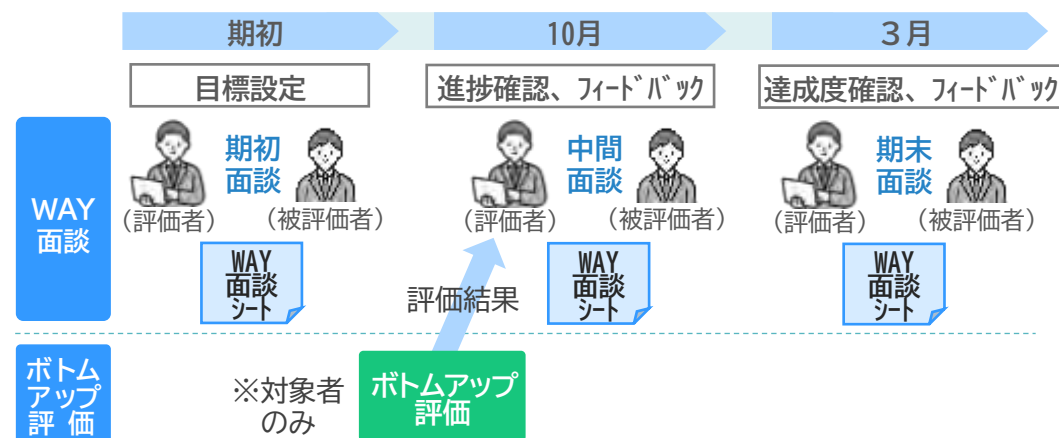 期初
10月
３月
目標設定
進捗確認、ﾌｨｰﾄﾞﾊﾞｯｸ
達成度確認、ﾌｨｰﾄﾞﾊﾞｯｸ
WAY
面談
期初
面談
(評価者)
(被評価者)
WAY
面談
ｼｰﾄ
中間
面談
(評価者)
(被評価者)
WAY
面談
ｼｰﾄ
期末
面談
(評価者)
(被評価者)
WAY
面談
ｼｰﾄ
評価結果
ボトム
アップ
評 価
※対象者
のみ
ボトムアップ
評価